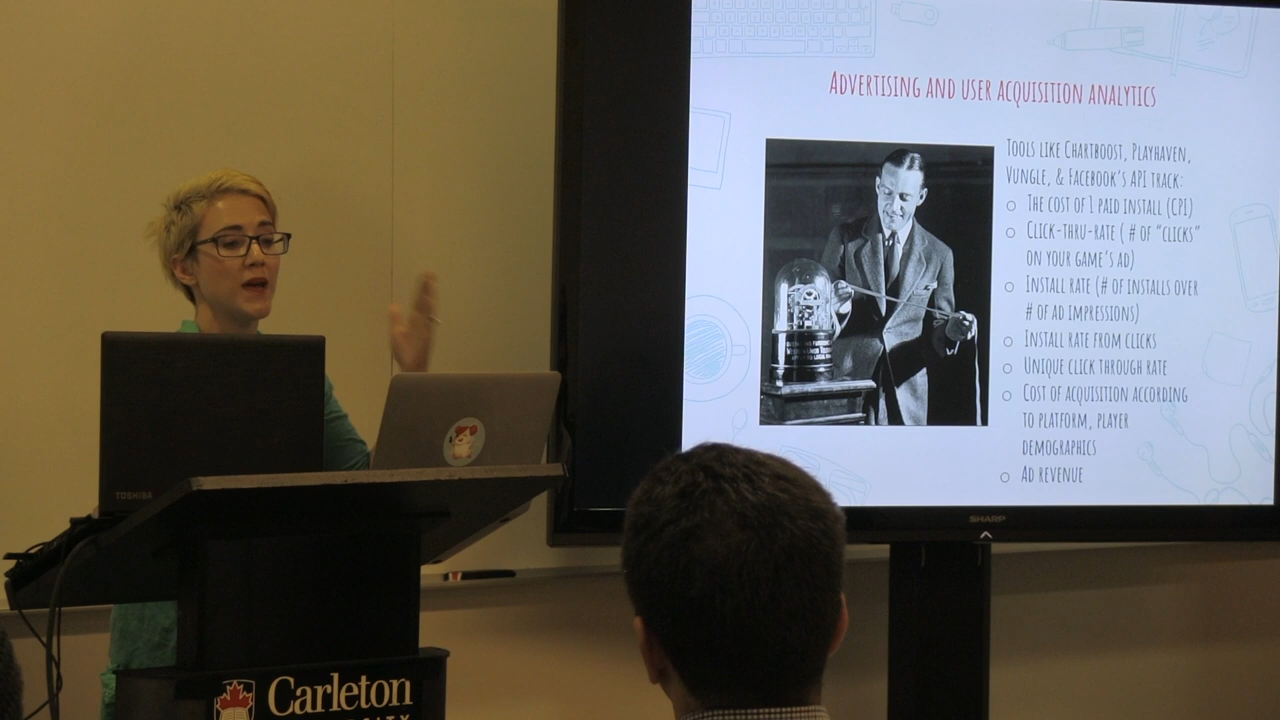 Advertising and user acquisition analytics
Tools like Chartboost, Playhaven,
Vungle, & Facebook's API track:
The cost of 1 paid install (CPI)
Click-thru-rate ( # of "clicks"
on your game's ad)
Install rate (# of installs over
# of ad impressions)
Install rate from clicks
Unique click through rate
Cost of acquisition according
to platform, player
demographics
Ad revenue
SHARP
TOSHIBA
Carleton
UNIVERSITY